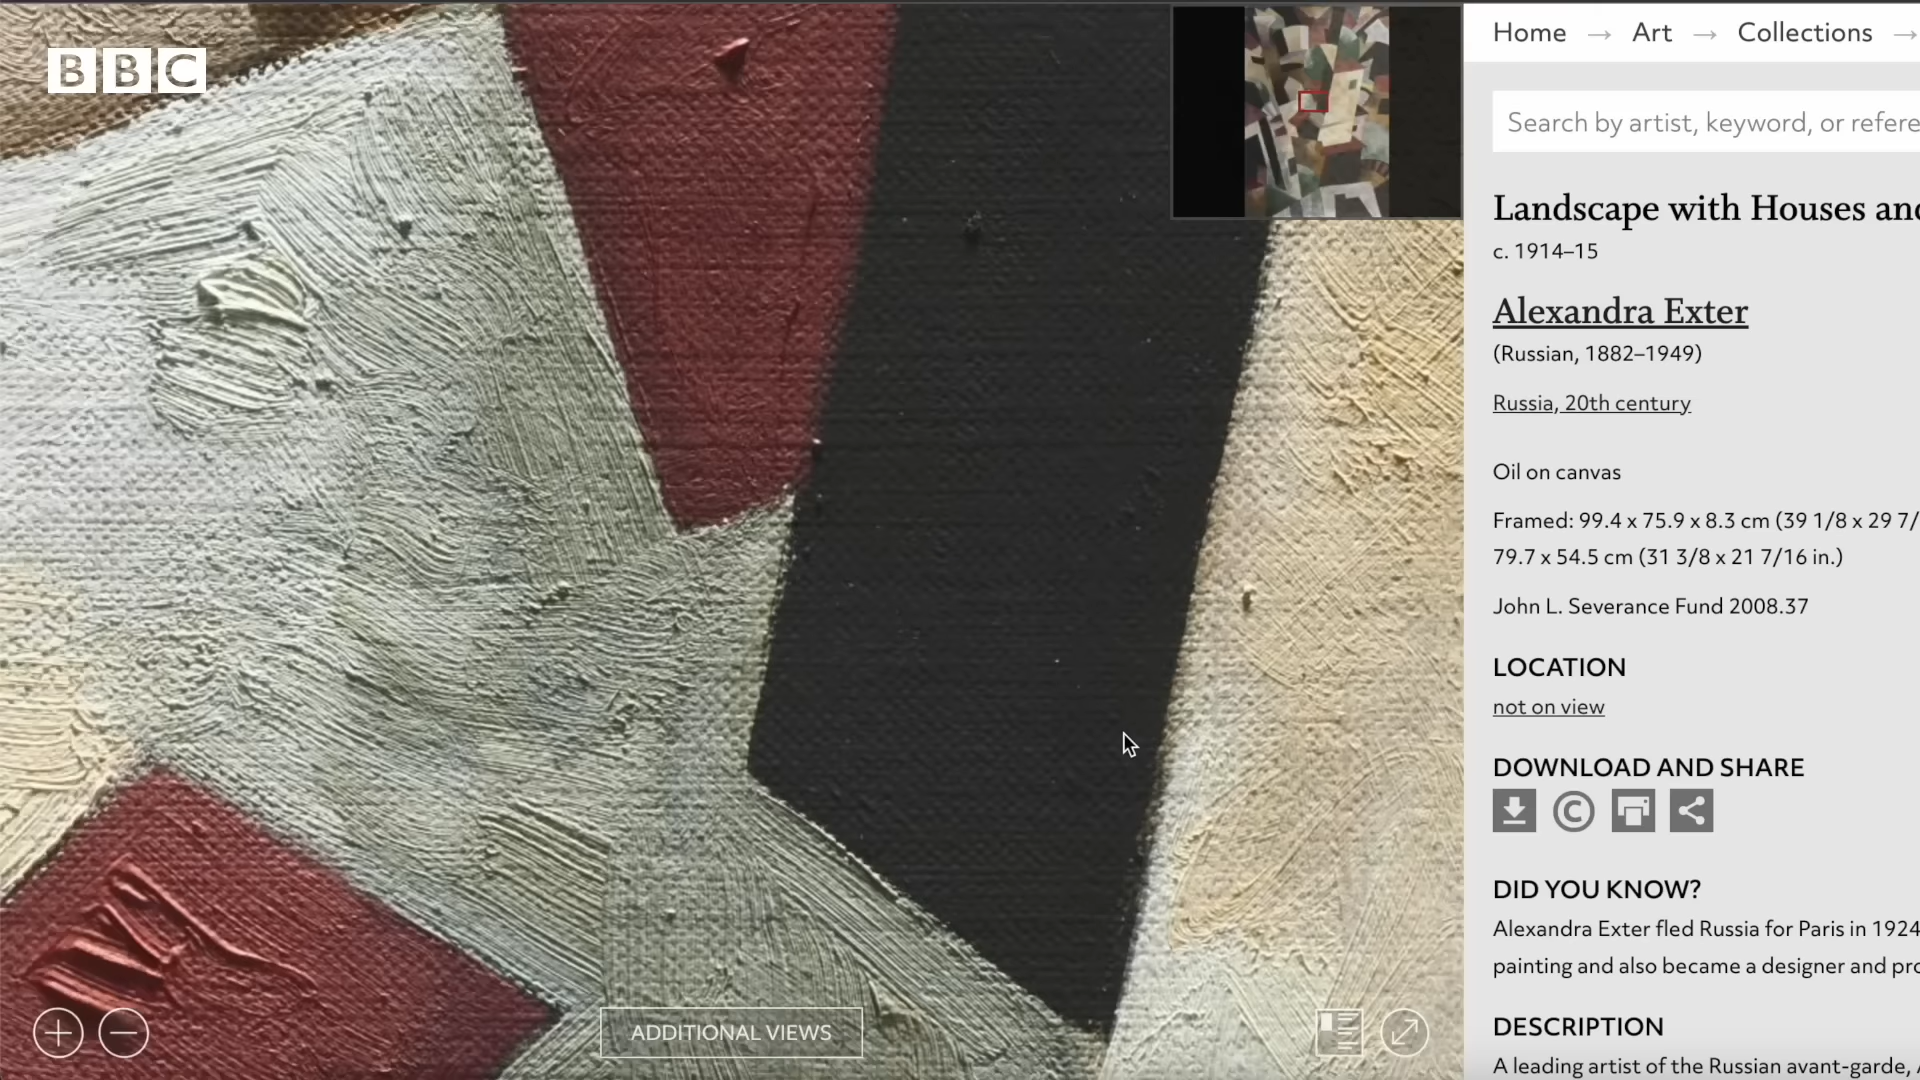 BBC
Home → Art → Collections →
Search by artist, keyword, or refere
Landscape with Houses and
c. 1914–15
Alexandra Exter
(Russian, 1882–1949)
Russia, 20th century
Oil on canvas
Framed: 99.4 x 75.9 x 8.3 cm (39 1/8 x 29 7/
79.7 x 54.5 cm (31 3/8 x 21 7/16 in.)
John L. Severance Fund 2008.37
LOCATION
not on view
DOWNLOAD AND SHARE
©
DID YOU KNOW?
Alexandra Exter fled Russia for Paris in 1924
painting and also became a designer and pro
DESCRIPTION
A leading artist of the Russian avant-garde, A
ADDITIONAL VIEWS